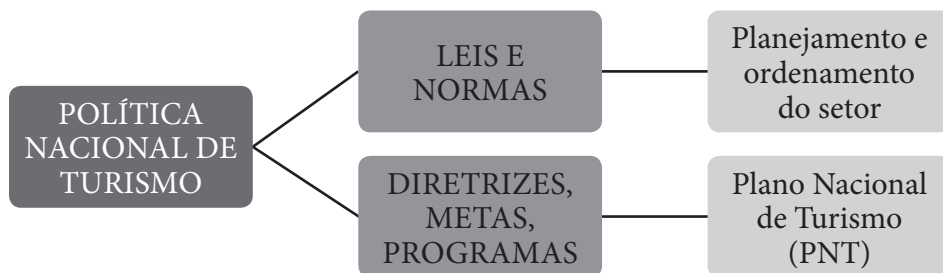 POLÍTICA
NACIONAL DE
TURISMO
LEIS E
NORMAS
Planejamento e
ordenamento
do setor
DIRETRIZES,
METAS,
PROGRAMAS
Plano Nacional
de Turismo
(PNT)